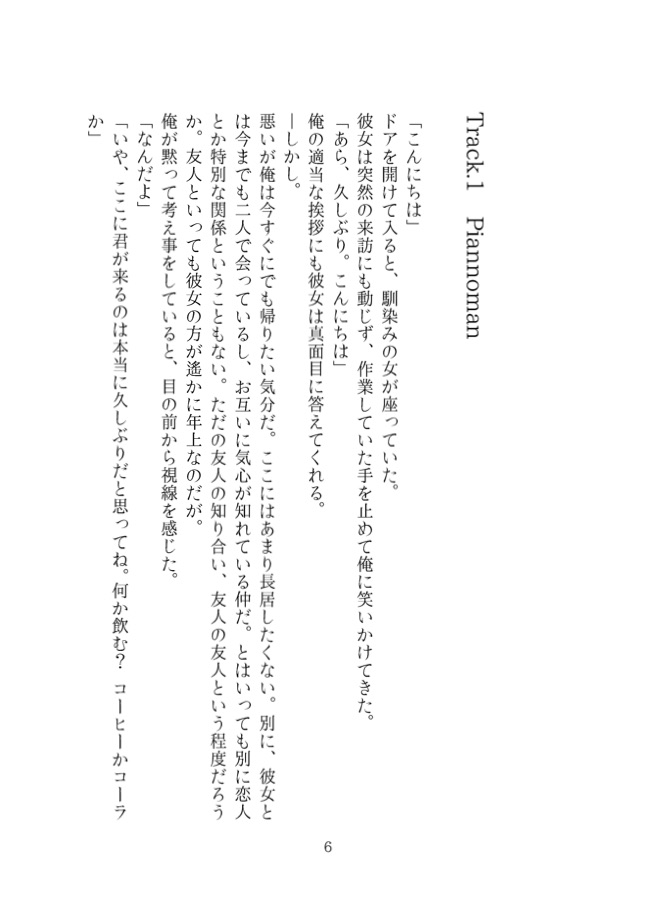 Track.1　Piannoman
「こんにちは」
ドアを開けて入ると、馴染みの女が座っていた。
彼女は突然の来訪にも動じず、作業していた手を止めて俺に笑いかけてきた。
「あら、久しぶり。こんにちは」
俺の適当な挨拶にも彼女は真面目に答えてくれる。
―しかし。
悪いが俺は今すぐにでも帰りたい気分だ。ここにはあまり長居したくない。別に、彼女と
は今までも二人で会っているし、お互いに気心が知れている仲だ。とはいっても別に恋人
とか特別な関係ということもない。ただの友人の知り合い、友人の友人という程度だろう
か。友人といっても彼女の方が遙かに年上なのだが。
俺が黙って考え事をしていると、目の前から視線を感じた。
「なんだよ」
「いや、ここに君が来るのは本当に久しぶりだと思ってね。何か飲む？　コーヒーかコーラ
か」
6